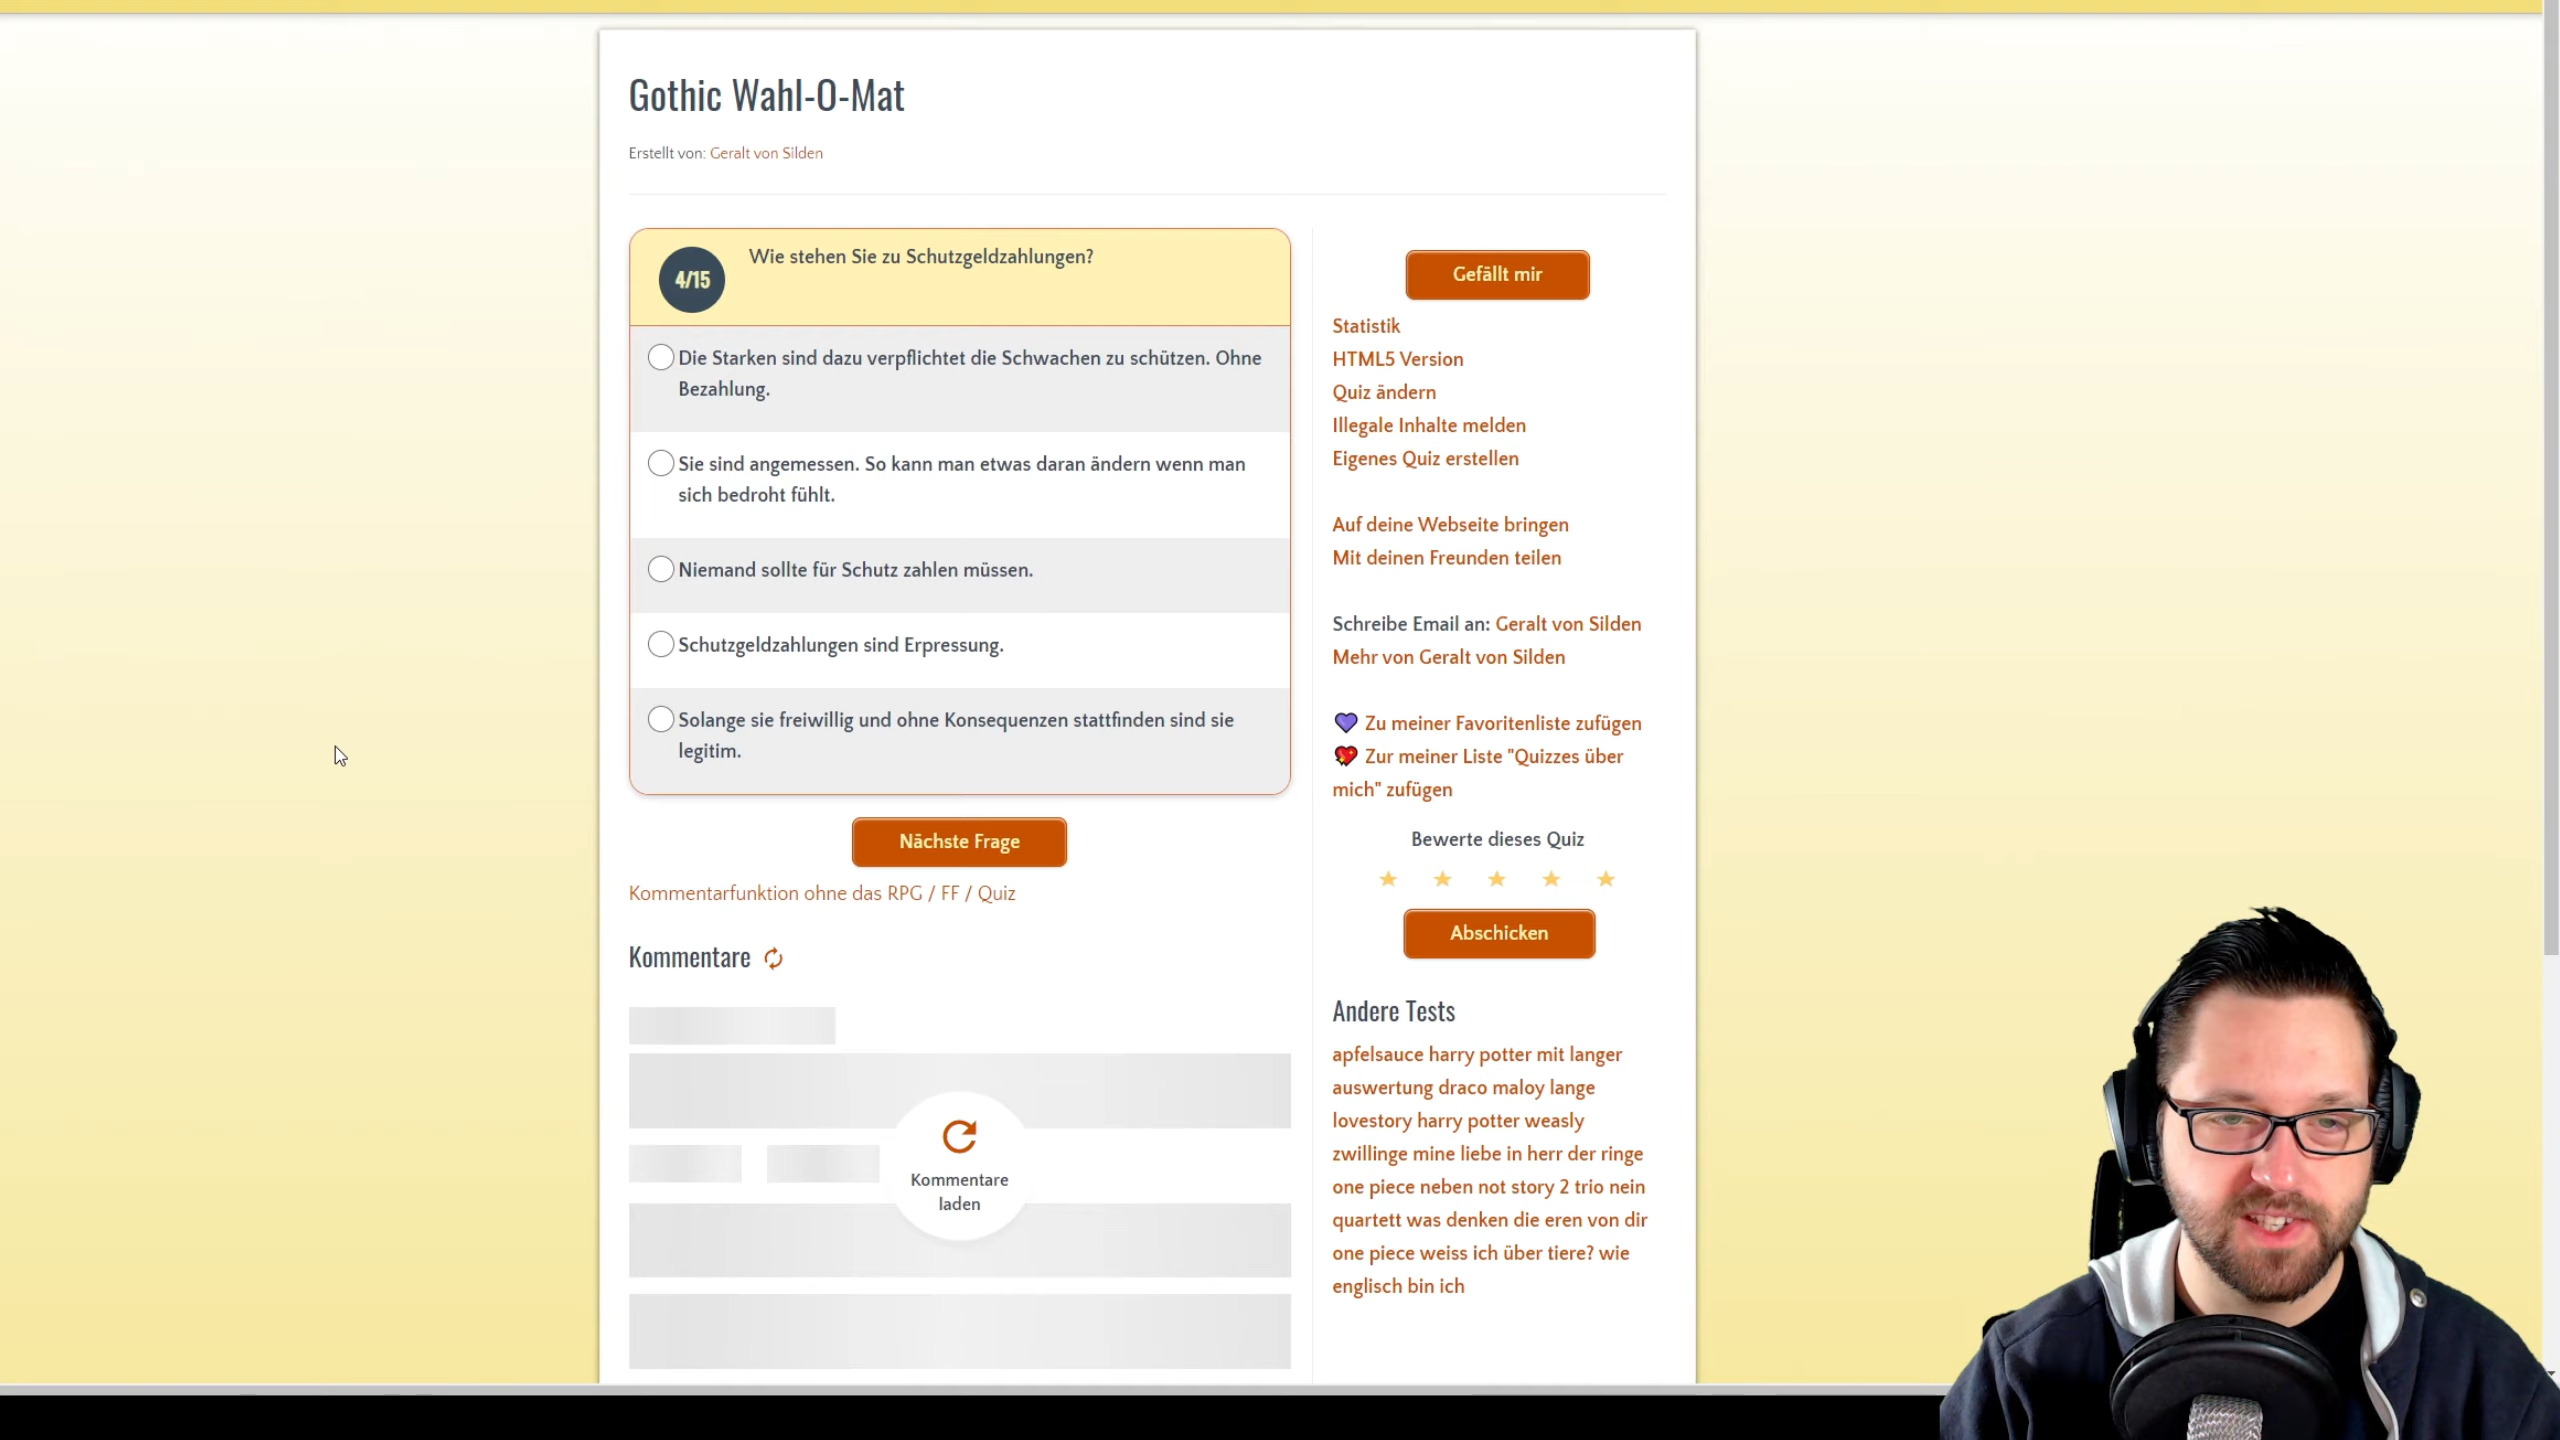 Gothic Wahl-O-Mat
Erstellt von: Geralt von Silden
4/15
Wie stehen Sie zu Schutzgeldzahlungen?
Die Starken sind dazu verpflichtet die Schwachen zu schützen. Ohne
Bezahlung.
Sie sind angemessen. So kann man etwas daran ändern wenn man
sich bedroht fühlt.
Niemand sollte für Schutz zahlen müssen.
Schutzgeldzahlungen sind Erpressung.
Solange sie freiwillig und ohne Konsequenzen stattfinden sind sie
legitim.
Nächste Frage
Kommentarfunktion ohne das RPG / FF / Quiz
Kommentare
Kommentare
laden
Gefällt mir
Statistik
HTML5 Version
Quiz ändern
Illegale Inhalte melden
Eigenes Quiz erstellen
Auf deine Webseite bringen
Mit deinen Freunden teilen
Schreibe Email an: Geralt von Silden
Mehr von Geralt von Silden
Zu meiner Favoritenliste zufügen
Zur meiner Liste "Quizzes über
mich" zufügen
Bewerte dieses Quiz
Abschicken
Andere Tests
apfelsauce harry potter mit langer
auswertung draco maloy lange
lovestory harry potter weasly
zwillinge mine liebe in herr der ringe
one piece neben not story 2 trio nein
quartett was denken die eren von dir
one piece weiss ich über tiere? wie
englisch bin ich